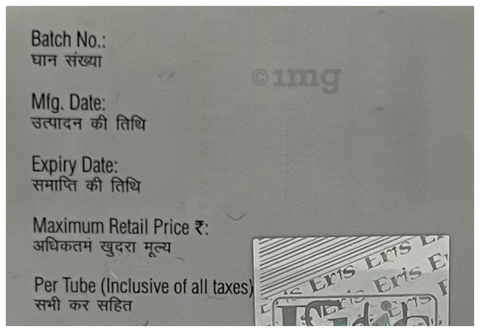 Batch No.:
घान संख्या
©1mg
Mfg. Date:
उत्पादन की तिथि
Expiry Date:
समाप्ति की तिथि
Maximum Retail Price ₹:
अधिकतमं खुदरा मूल्य
Per Tube (Inclusive of all taxes)
सभी कर सहित
Eris Eris Eris
Eris Eris